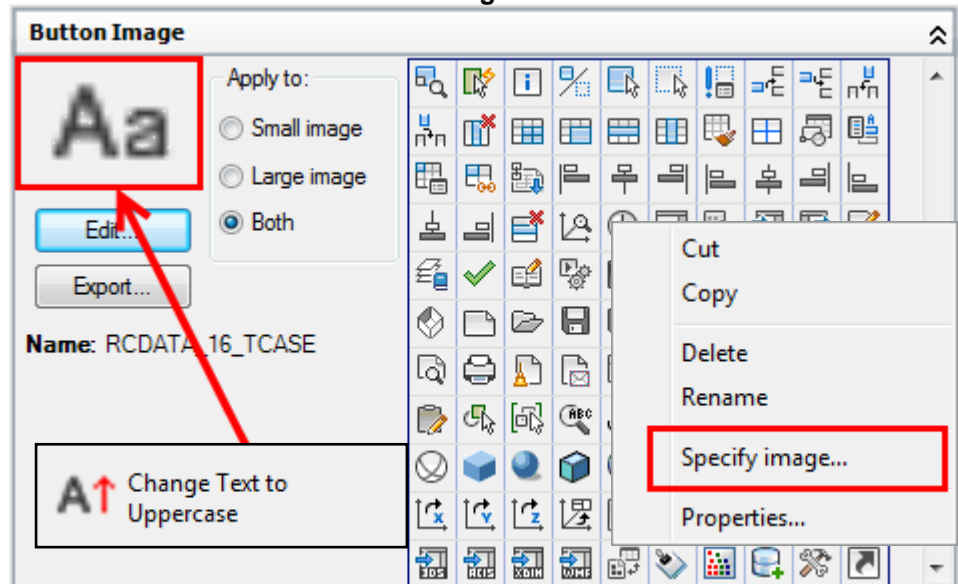 Button Image
Aa
Apply to:
Small image
Large image
Both
Edit...
Export...
Name: RCDATA_16_TCASE
A Change Text to
Uppercase
Cut
Copy
Delete
Rename
Specify image...
Properties...